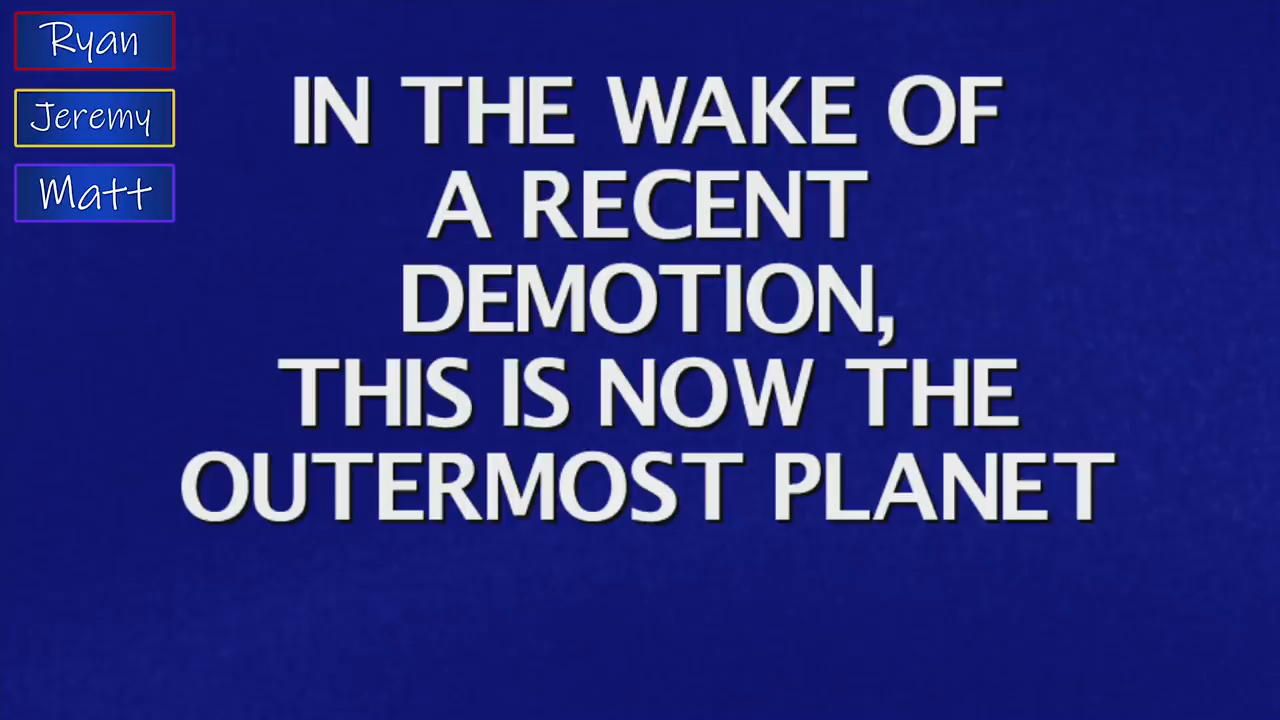 Ryan
Jeremy
Matt
IN THE WAKE OF
A RECENT
DEMOTION,
THIS IS NOW THE
OUTERMOST PLANET